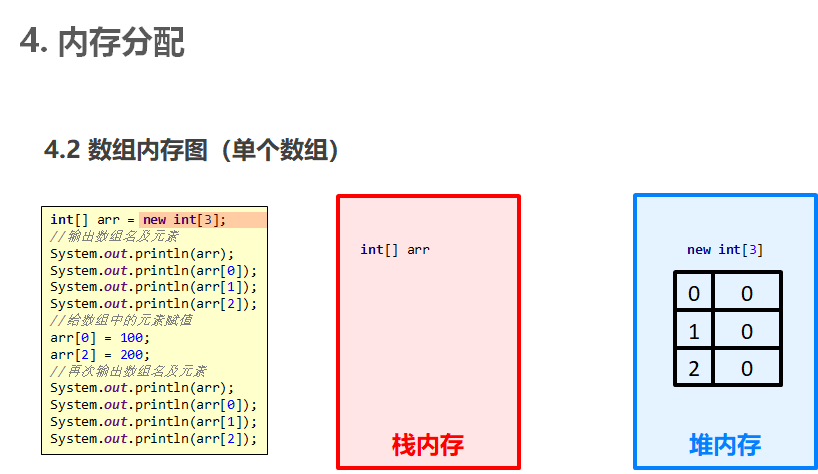 4. 内存分配
4.2 数组内存图（单个数组）
int[] arr = new int[3];
//输出数组名及元素
System.out.println(arr);
System.out.println(arr[0]);
System.out.println(arr[1]);
System.out.println(arr[2]);
//给数组中的元素赋值
arr[0] = 100;
arr[2] = 200;
//再次输出数组名及元素
System.out.println(arr);
System.out.println(arr[0]);
System.out.println(arr[1]);
System.out.println(arr[2]);
int[] arr
栈内存
new int[3]
0 0
1 0
2 0
堆内存